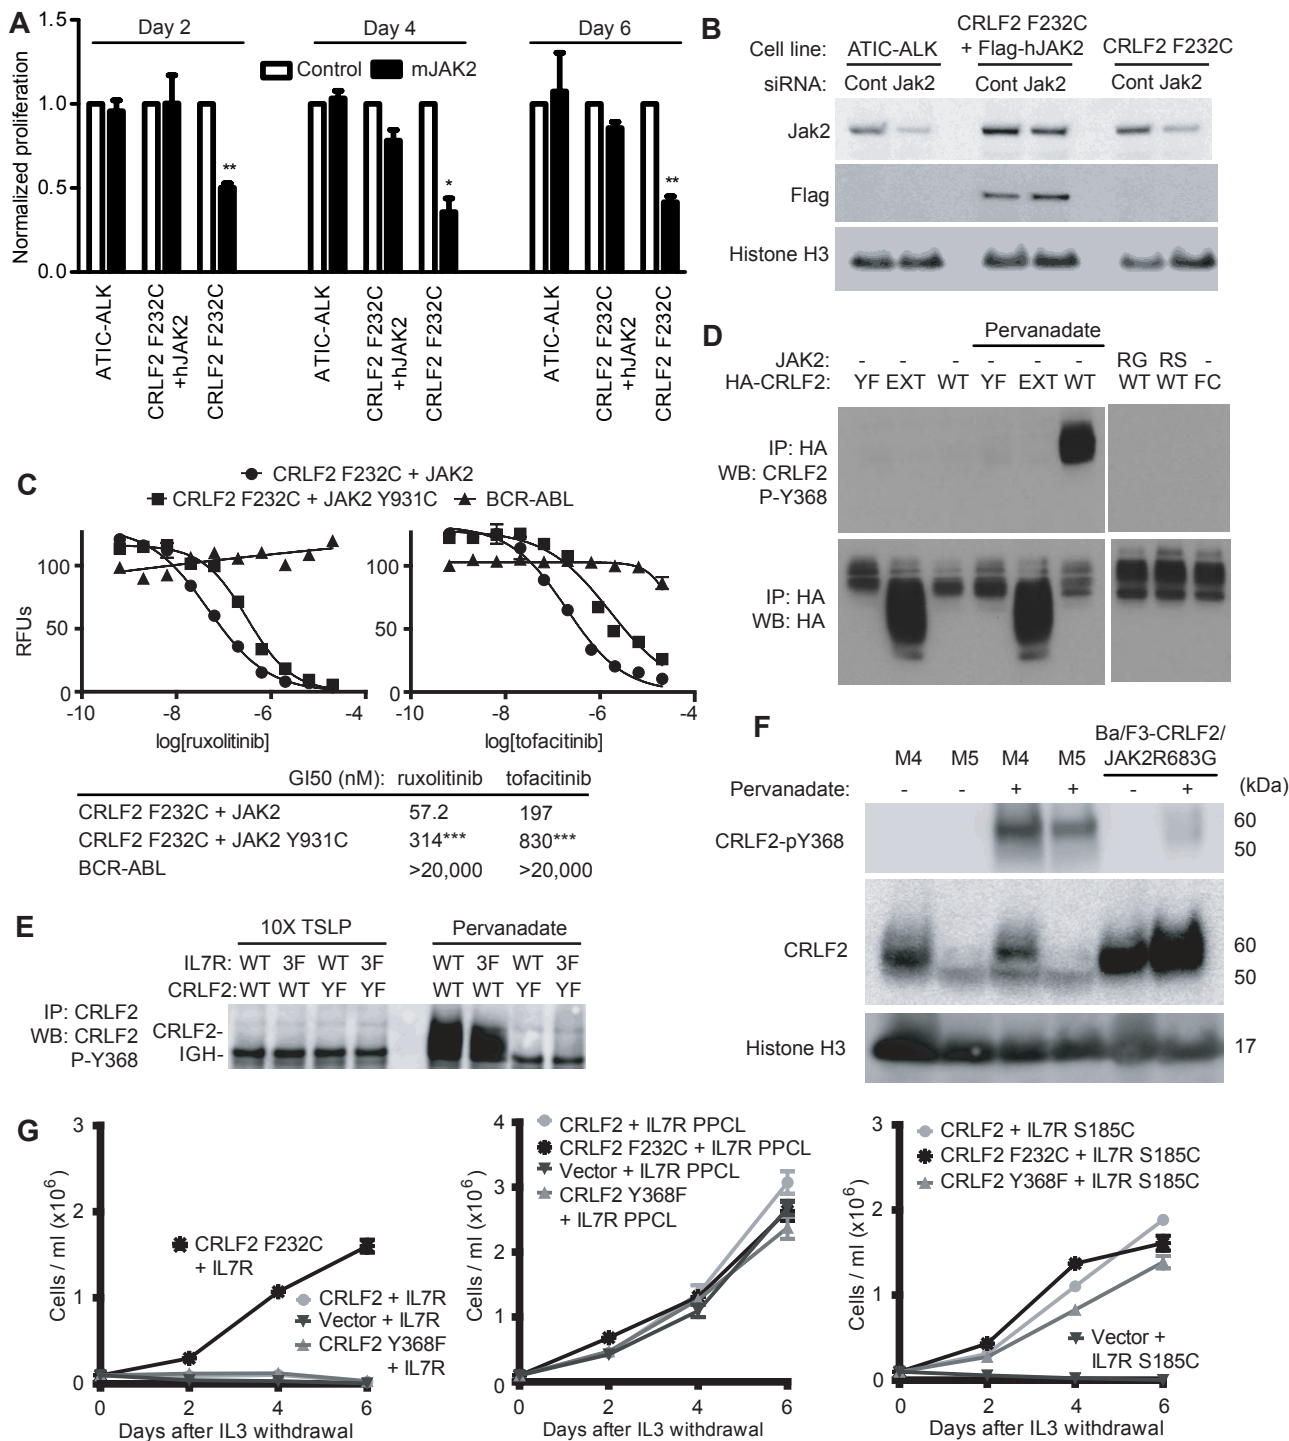 A
Normalized proliferation
1.5
1.0
0.5
0.0
Day 2
Day 4
Day 6
Control
mJAK2
**
*
**
ATIC-ALK
CRLF2 F232C
+hJAK2
CRLF2 F232C
ATIC-ALK
CRLF2 F232C
+hJAK2
CRLF2 F232C
ATIC-ALK
CRLF2 F232C
+hJAK2
CRLF2 F232C
B
Cell line:
ATIC-ALK
CRLF2 F232C
+ Flag-hJAK2
CRLF2 F232C
siRNA:
Cont Jak2
Cont Jak2
Cont Jak2
Jak2
Flag
Histone H3
C
CRLF2 F232C + JAK2
CRLF2 F232C + JAK2 Y931C
BCR-ABL
RFUs
100
50
0
-10 -8 -6 -4
log[ruxolitinib]
100
50
0
-10 -8 -6 -4
log[tofacitinib]
GI50 (nM): ruxolitinib tofacitinib
CRLF2 F232C + JAK2 57.2 197
CRLF2 F232C + JAK2 Y931C 314*** 830***
BCR-ABL >20,000 >20,000
D
Pervanadate
JAK2: - - - - - - RG RS -
HA-CRLF2: YF EXT WT YF EXT WT WT WT FC
IP: HA
WB: CRLF2
P-Y368
IP: HA
WB: HA
E
10X TSLP
Pervanadate
IL7R: WT 3F WT 3F WT 3F WT 3F
CRLF2: WT WT YF YF WT WT YF YF
IP: CRLF2
WB: CRLF2
P-Y368
CRLF2-
IGH-
F
M4 M5 M4 M5
Ba/F3-CRLF2/
JAK2R683G
Pervanadate: - - + + - +
(kDa)
CRLF2-pY368
60
50
CRLF2
60
50
Histone H3
17
G
Cells / ml (x10⁶)
3
2
1
0
CRLF2 F232C
+ IL7R
CRLF2 + IL7R
Vector + IL7R
CRLF2 Y368F
+ IL7R
0 2 4 6
Days after IL3 withdrawal
Cells / ml (x10⁶)
4
3
2
1
0
CRLF2 + IL7R PPCL
CRLF2 F232C + IL7R PPCL
Vector + IL7R PPCL
CRLF2 Y368F
+ IL7R PPCL
0 2 4 6
Days after IL3 withdrawal
Cells / ml (x10⁶)
3
2
1
0
CRLF2 + IL7R S185C
CRLF2 F232C + IL7R S185C
CRLF2 Y368F + IL7R S185C
Vector +
IL7R S185C
0 2 4 6
Days after IL3 withdrawal